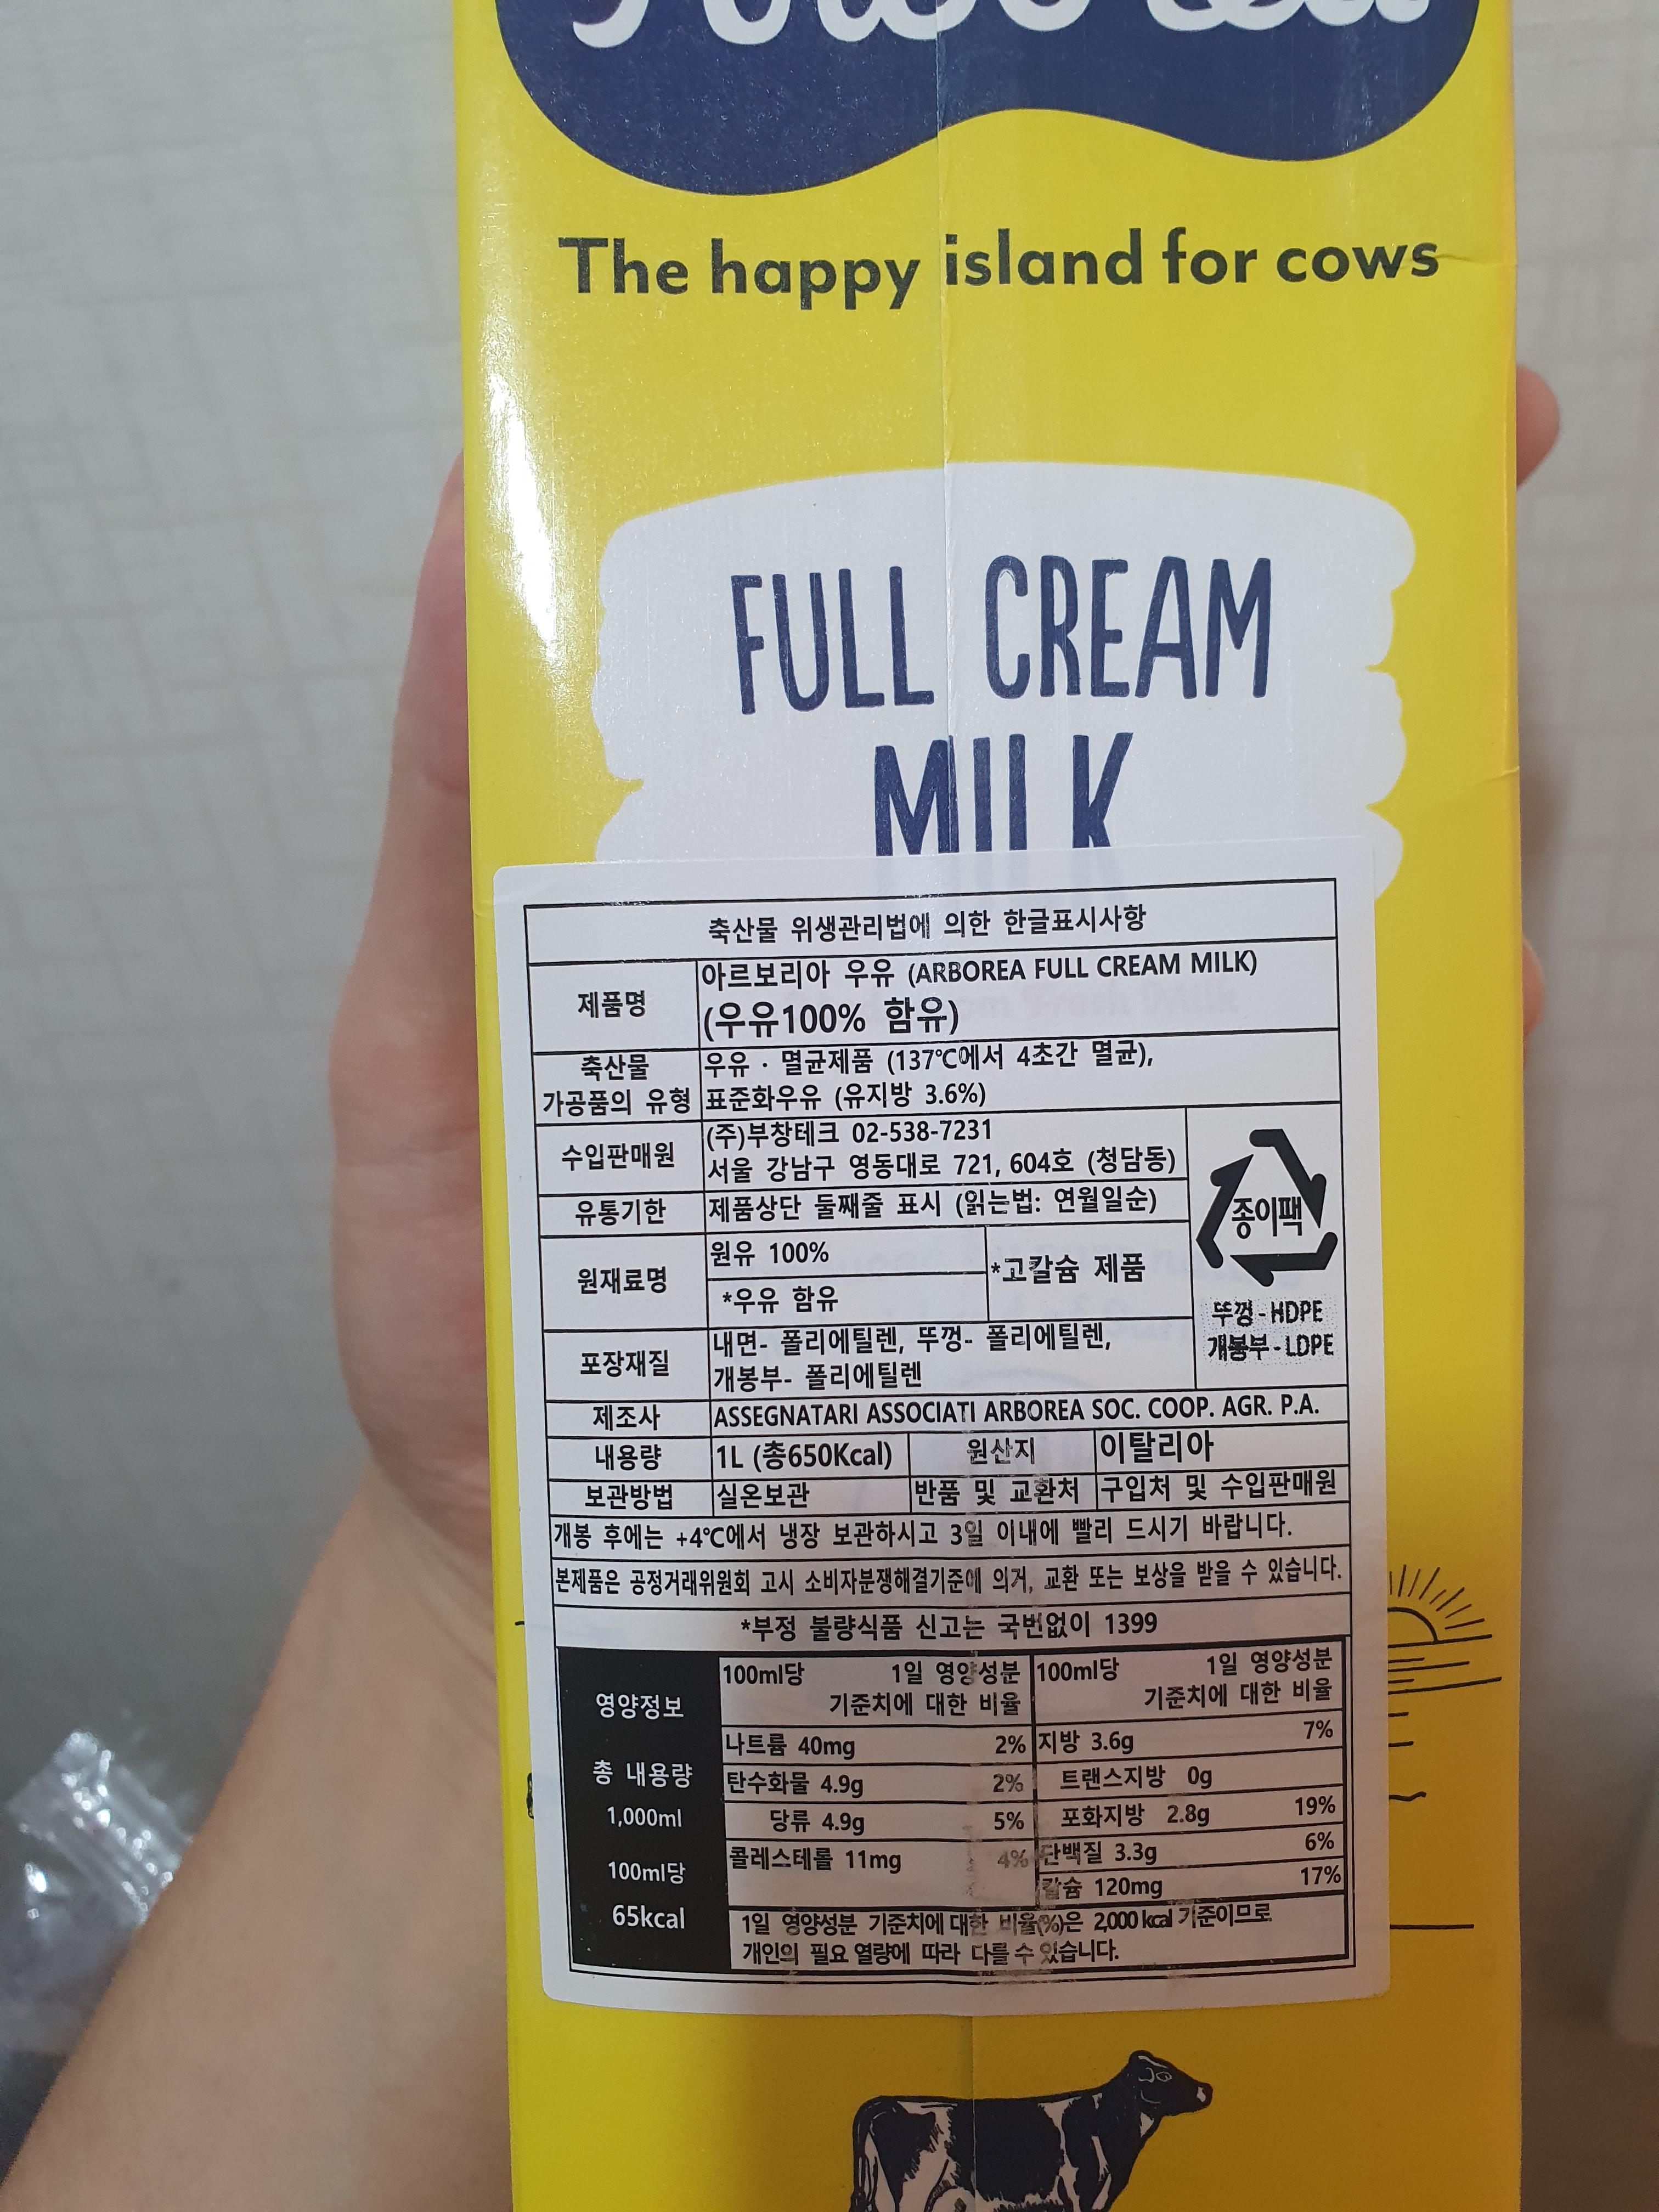 The happy island for cows
FULL CREAM
MILK
축산물 위생관리법에 의한 한글표시사항
제품명
아르보리아 우유 (ARBOREA FULL CREAM MILK)
(우유100% 함유)
축산물
가공품의 유형
우유 · 멸균제품 (137℃에서 4초간 멸균),
표준화우유 (유지방 3.6%)
수입판매원
(주)부창테크 02-538-7231
서울 강남구 영동대로 721, 604호 (청담동)
유통기한
제품상단 둘째줄 표시 (읽는법: 연월일순)
원재료명
원유 100%
*우유 함유
*고칼슘 제품
종이팩
뚜껑-HDPE
개봉부-LDPE
포장재질
내면- 폴리에틸렌, 뚜껑- 폴리에틸렌,
개봉부- 폴리에틸렌
제조사
ASSEGNATARI ASSOCIATI ARBOREA SOC. COOP. AGR. P.A.
내용량
1L (총650Kcal)
원산지
이탈리아
보관방법
실온보관
반품 및 교환처
구입처 및 수입판매원
개봉 후에는 +4℃에서 냉장 보관하시고 3일 이내에 빨리 드시기 바랍니다.
본제품은 공정거래위원회 고시 소비자분쟁해결기준에 의거, 교환 또는 보상을 받을 수 있습니다.
*부정 불량식품 신고는 국번없이 1399
영양정보
총 내용량
1,000ml
100ml당
65kcal
100ml당 1일 영양성분
기준치에 대한 비율
나트륨 40mg 2%
탄수화물 4.9g 2%
당류 4.9g 5%
콜레스테롤 11mg 4%
100ml당 1일 영양성분
기준치에 대한 비율
지방 3.6g 7%
트랜스지방 0g
포화지방 2.8g 19%
단백질 3.3g 6%
칼슘 120mg 17%
1일 영양성분 기준치에 대한 비율(%)은 2,000 kcal 기준이므로
개인의 필요 열량에 따라 다를 수 있습니다.